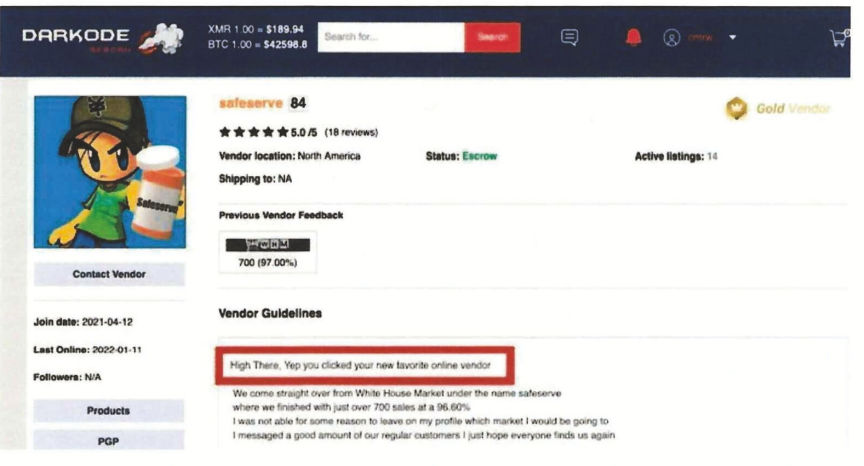 DARKODE
REBORN
XMR 1.00 = $189.94
BTC 1.00 = $42598.8
Search for...
Search
0
safeserve 84
5.0 /5 (18 reviews)
Gold Vendor
Vendor location: North America
Status: Escrow
Active listings: 14
Shipping to: NA
Safeserve
Previous Vendor Feedback
WHM
700 (97.00%)
Contact Vendor
Vendor Guidelines
Join date: 2021-04-12
Last Online: 2022-01-11
Followers: N/A
Products
PGP
High There, Yep you clicked your new favorite online vendor
We come straight over from White House Market under the name safeserve
where we finished with just over 700 sales at a 96.60%
I was not able for some reason to leave on my profile which market I would be going to
I messaged a good amount of our regular customers I just hope everyone finds us again